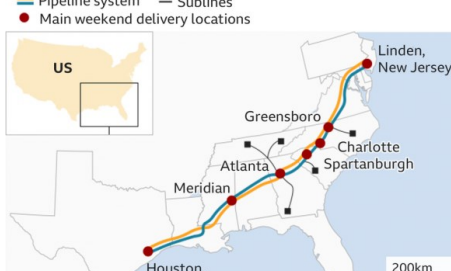 Pipeline system — Sublines
Main weekend delivery locations
US
Linden,
New Jersey
Greensboro
Charlotte
Spartanburgh
Atlanta
Meridian
Houston
200km